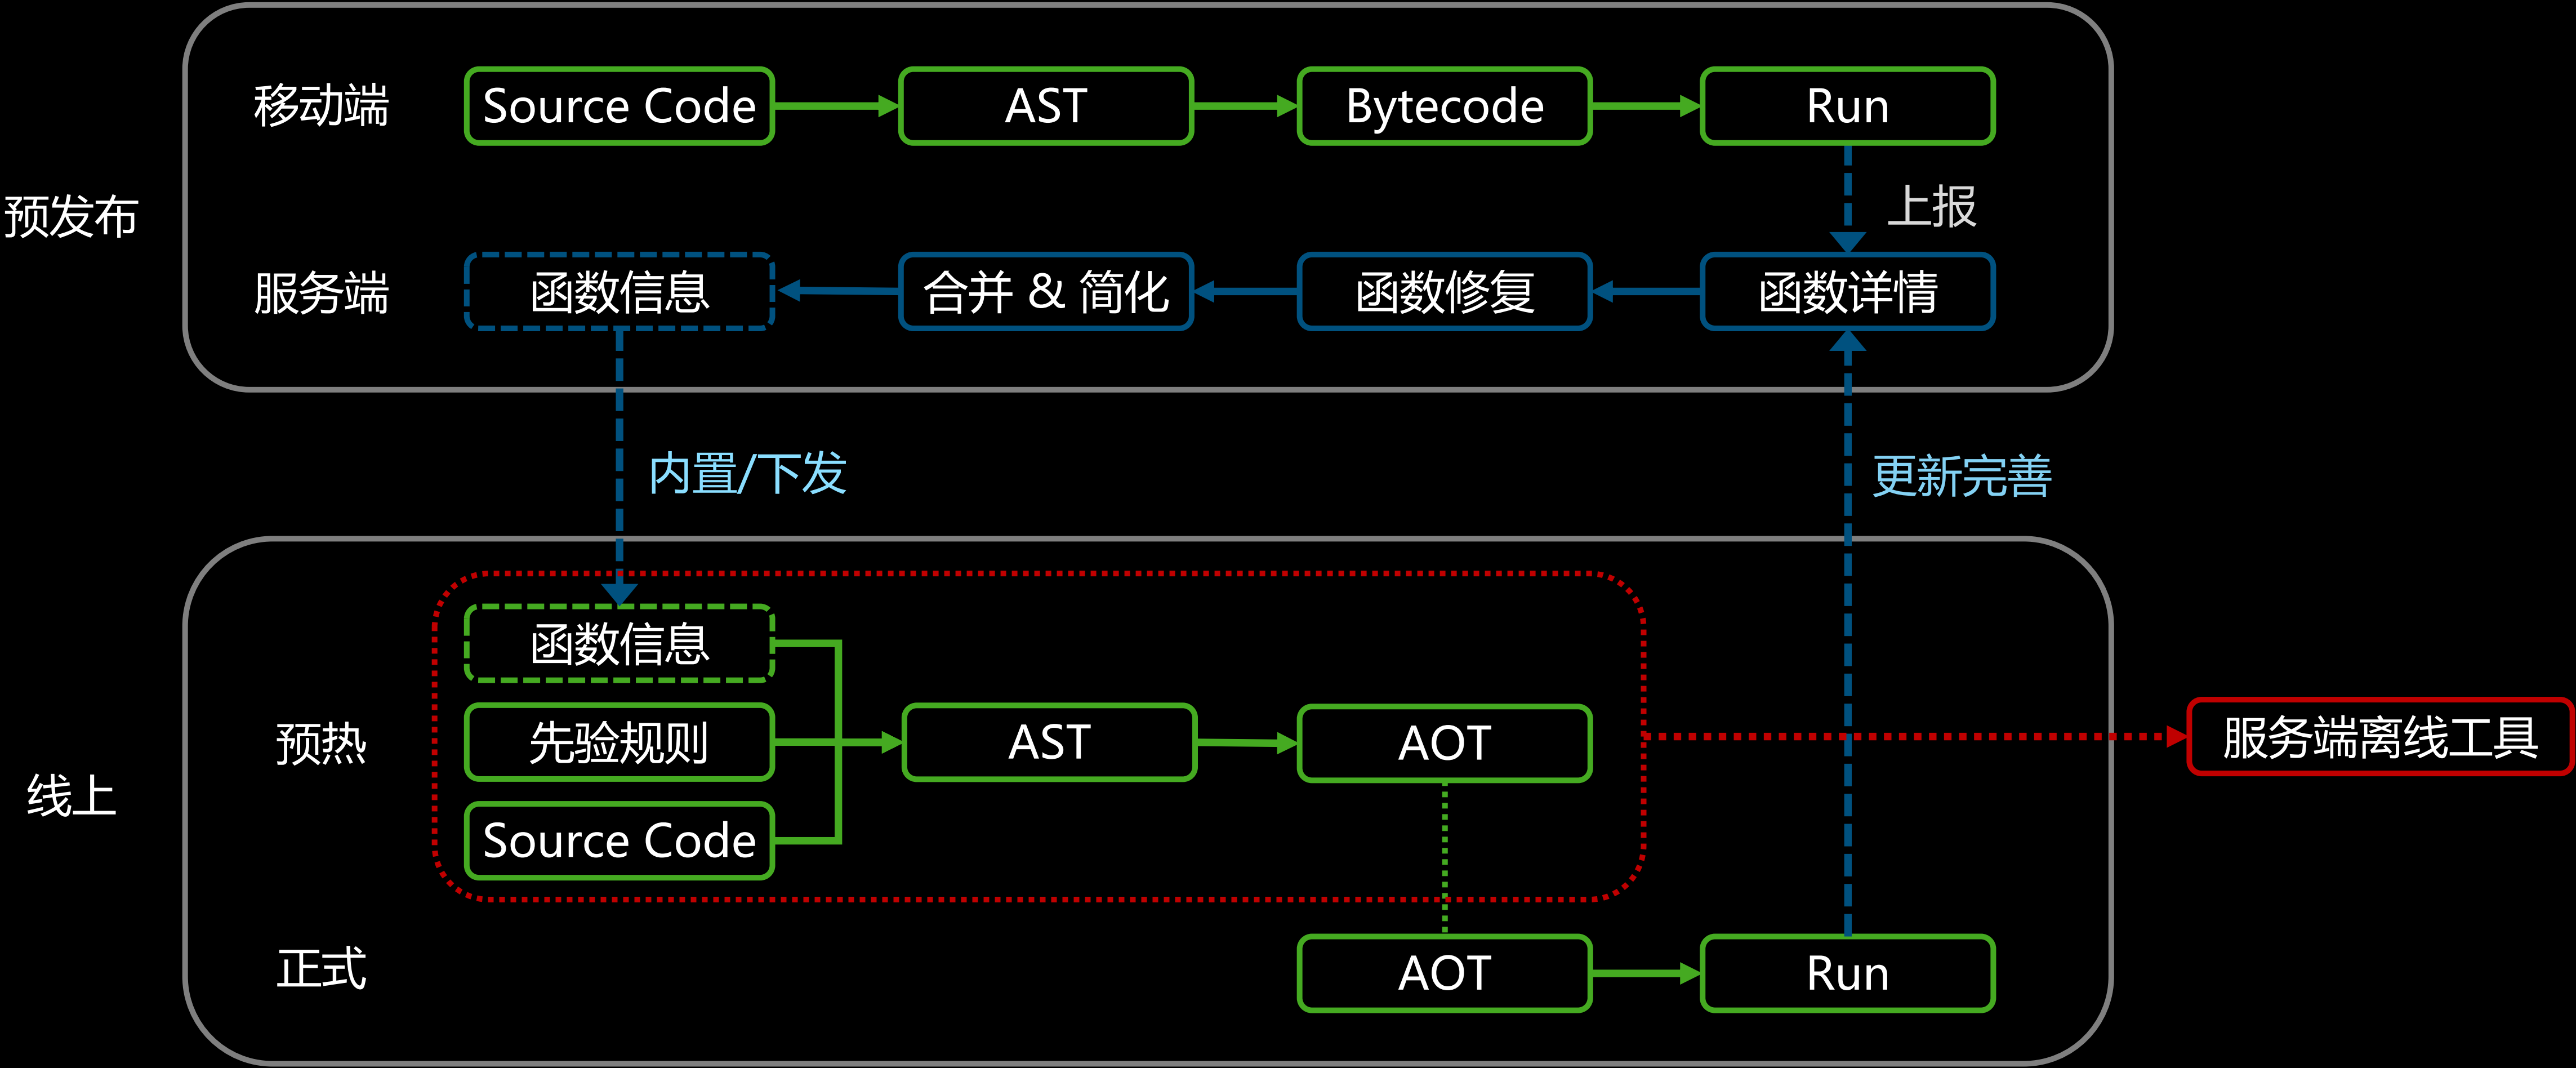 移动端
Source Code
AST
Bytecode
Run
预发布
上报
服务端
函数信息
合并 & 简化
函数修复
函数详情
内置/下发
更新完善
函数信息
预热
先验规则
AST
AOT
服务端离线工具
线上
Source Code
正式
AOT
Run